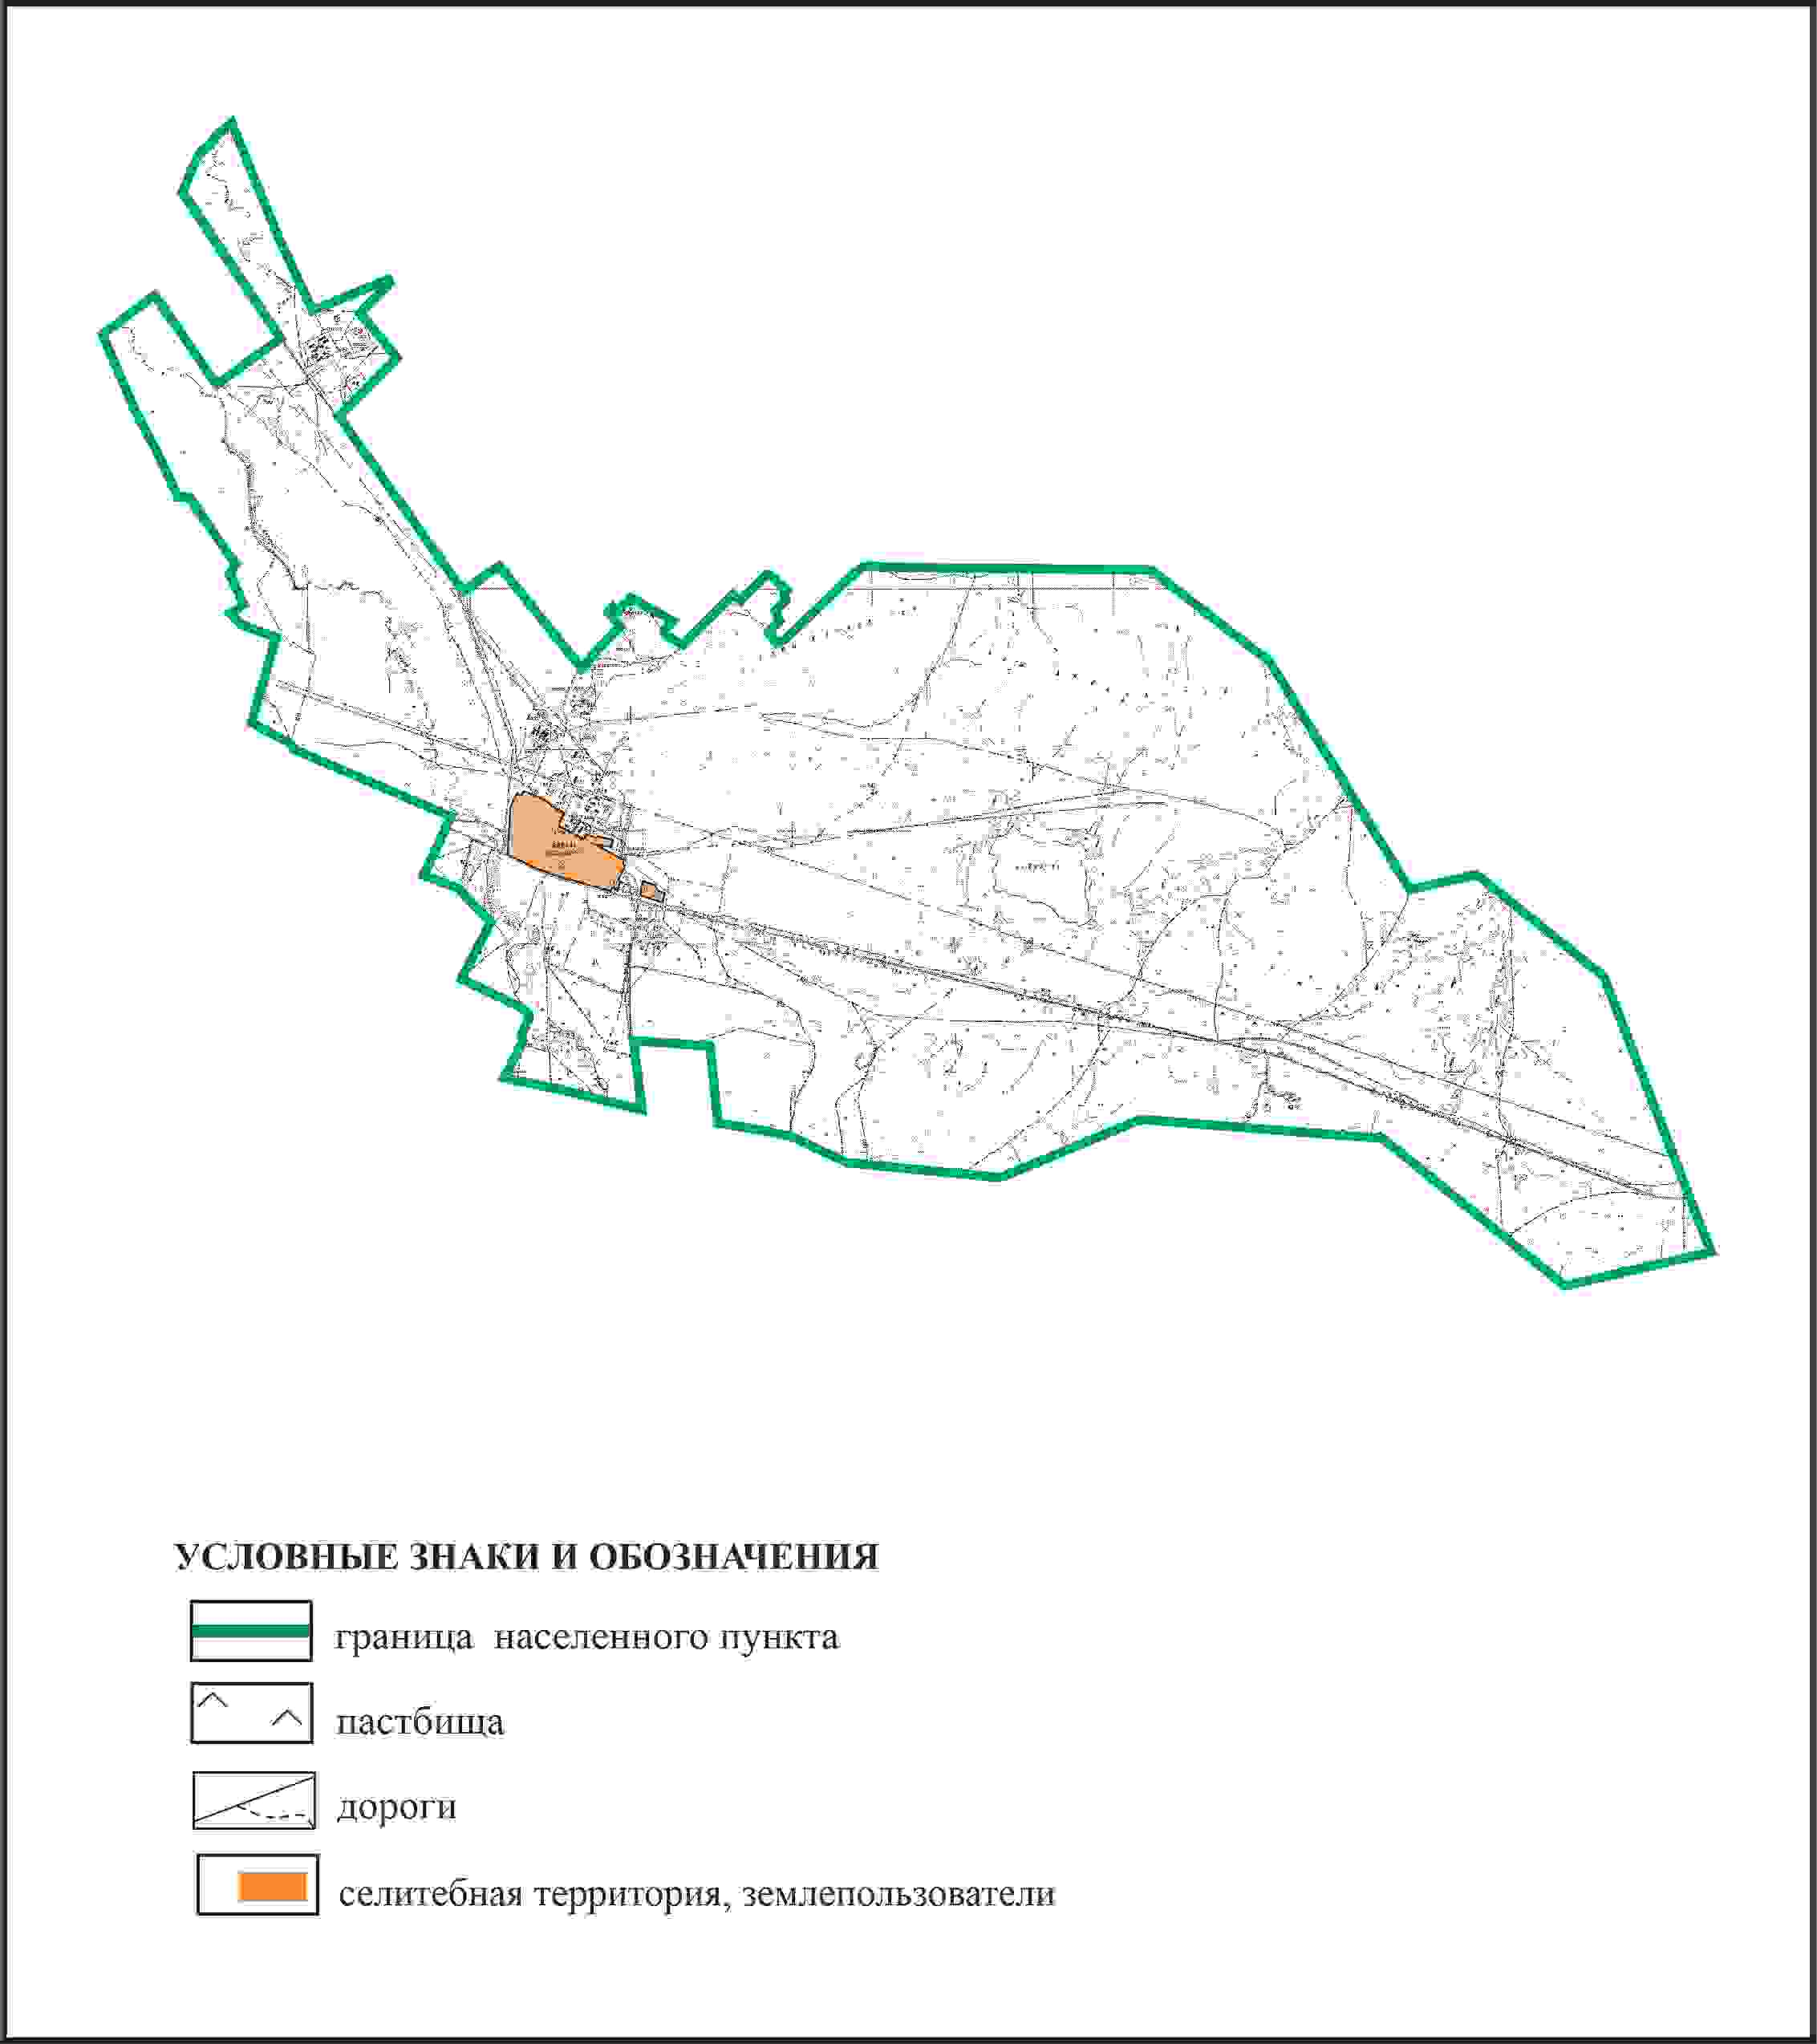 УСЛОВНЫЕ ЗНАКИ И ОБОЗНАЧЕНИЯ
граница населенного пункта
пастбища
дороги
селитебная территория, землепользователи